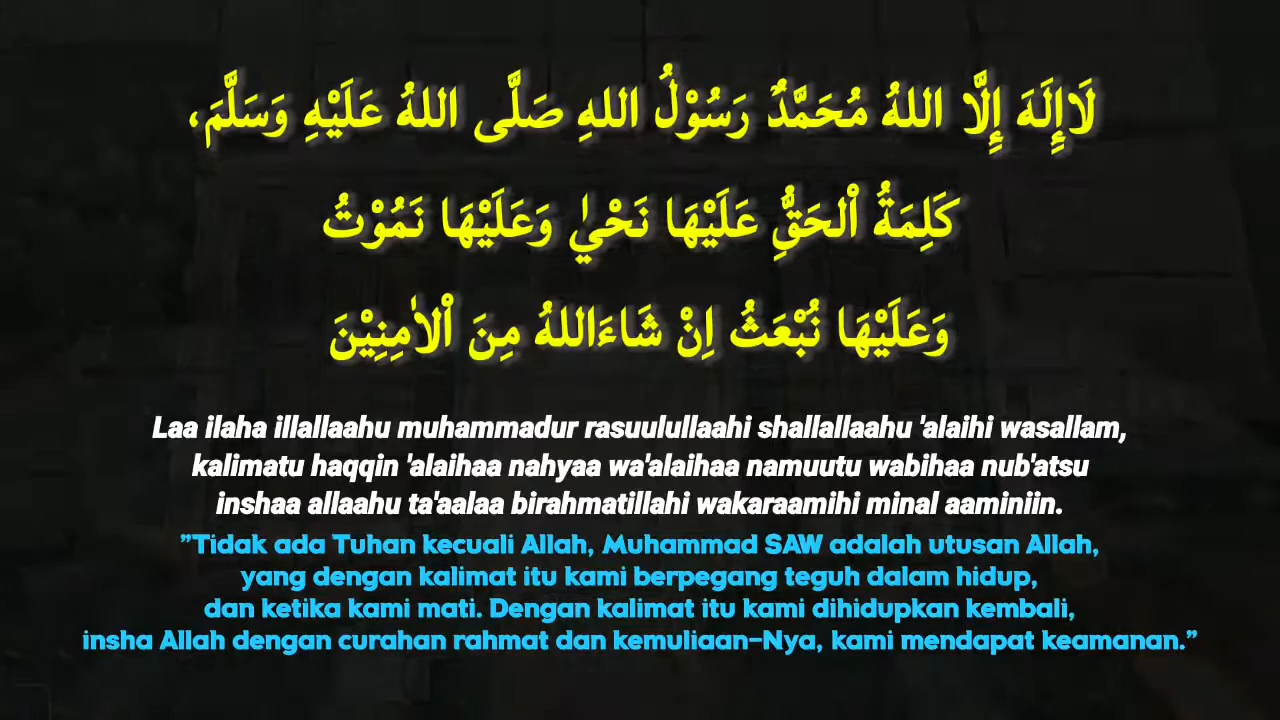 لَاإِلَهَ إِلَّا اللهُ مُحَمَّدٌ رَسُوْلُ اللهِ صَلَّى اللهُ عَلَيْهِ وَسَلَّمَ،
كَلِمَةُ اْلحَقُّ عَلَيْهَا نَحْيٰ وَعَلَيْهَا نَمُوْتُ
وَعَلَيْهَا نُبْعَثُ اِنْ شَاءَاللهُ مِنَ اْلاٰمِنِيْنَ
Laa ilaha illallaahu muhammadur rasuulullaahi shallallaahu 'alaihi wasallam,
kalimatu haqqin 'alaihaa nahyaa wa'alaihaa namuutu wabihaa nub'atsu
inshaa allaahu ta'aalaa birahmatillahi wakaraamihi minal aaminiin.
"Tidak ada Tuhan kecuali Allah, Muhammad SAW adalah utusan Allah,
yang dengan kalimat itu kami berpegang teguh dalam hidup,
dan ketika kami mati. Dengan kalimat itu kami dihidupkan kembali,
insha Allah dengan curahan rahmat dan kemuliaan-Nya, kami mendapat keamanan."